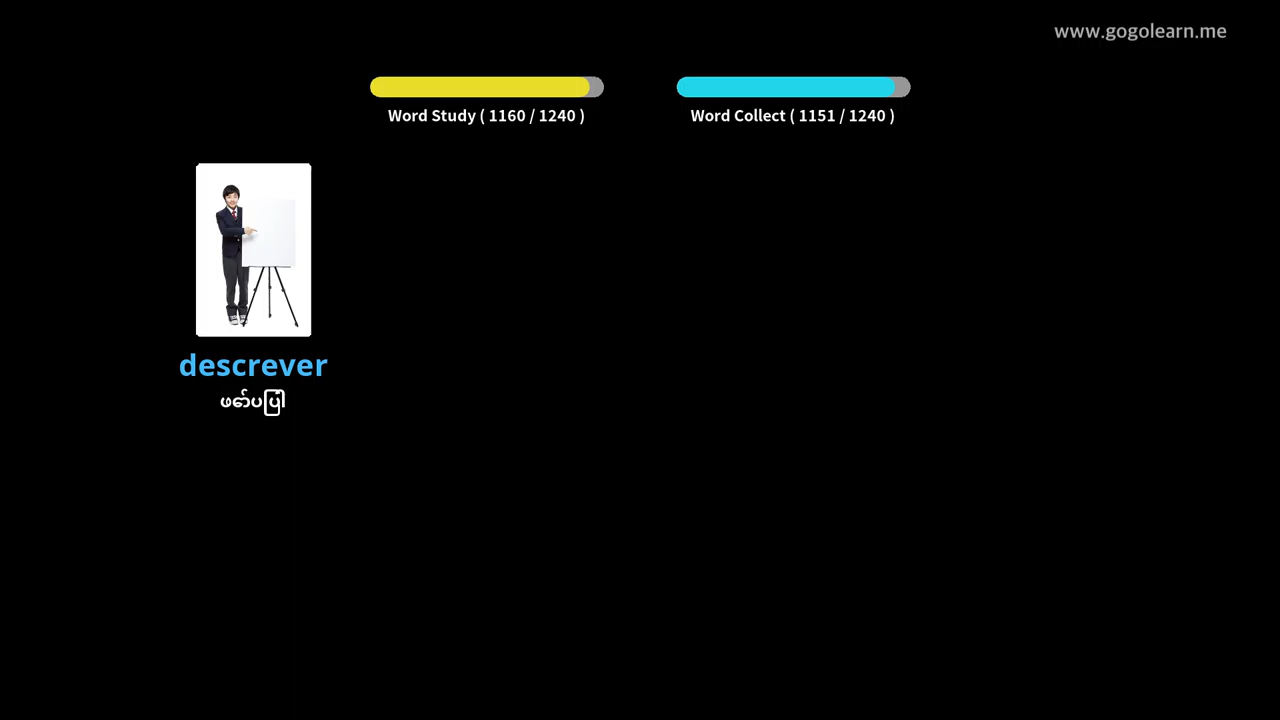 www.gogolearn.me
Word Study ( 1160 / 1240 )
Word Collect ( 1151 / 1240 )
descrever
ဖော်ပြပါ